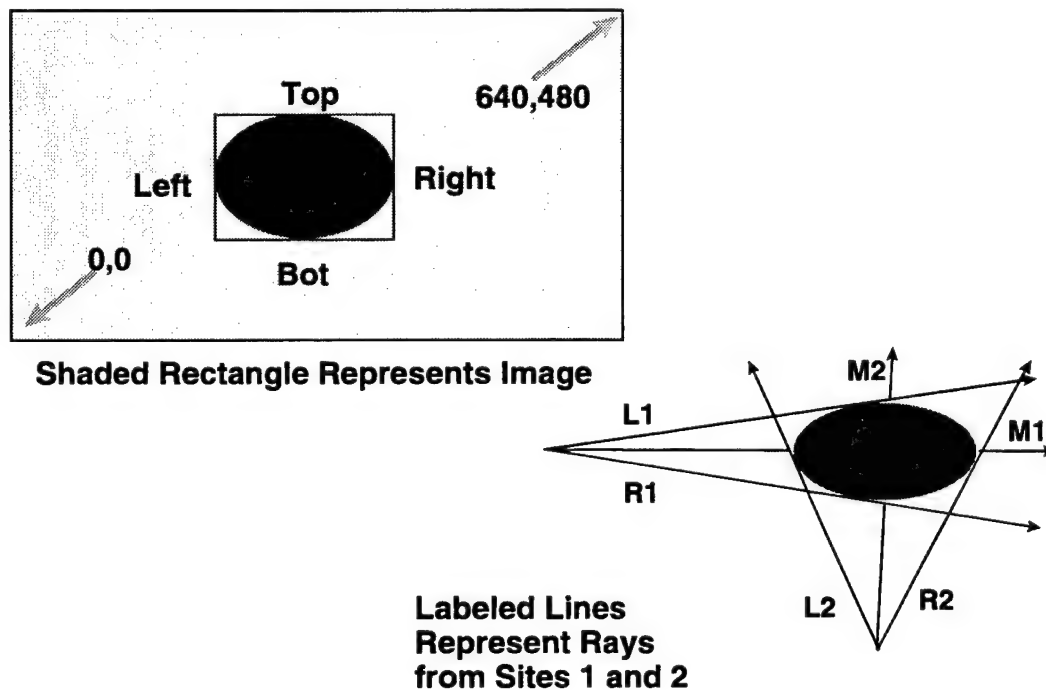 Top
640,480
Left
Right
0,0
Bot
Shaded Rectangle Represents Image
M2
L1
M1
R1
L2
R2
Labeled Lines
Represent Rays
from Sites 1 and 2